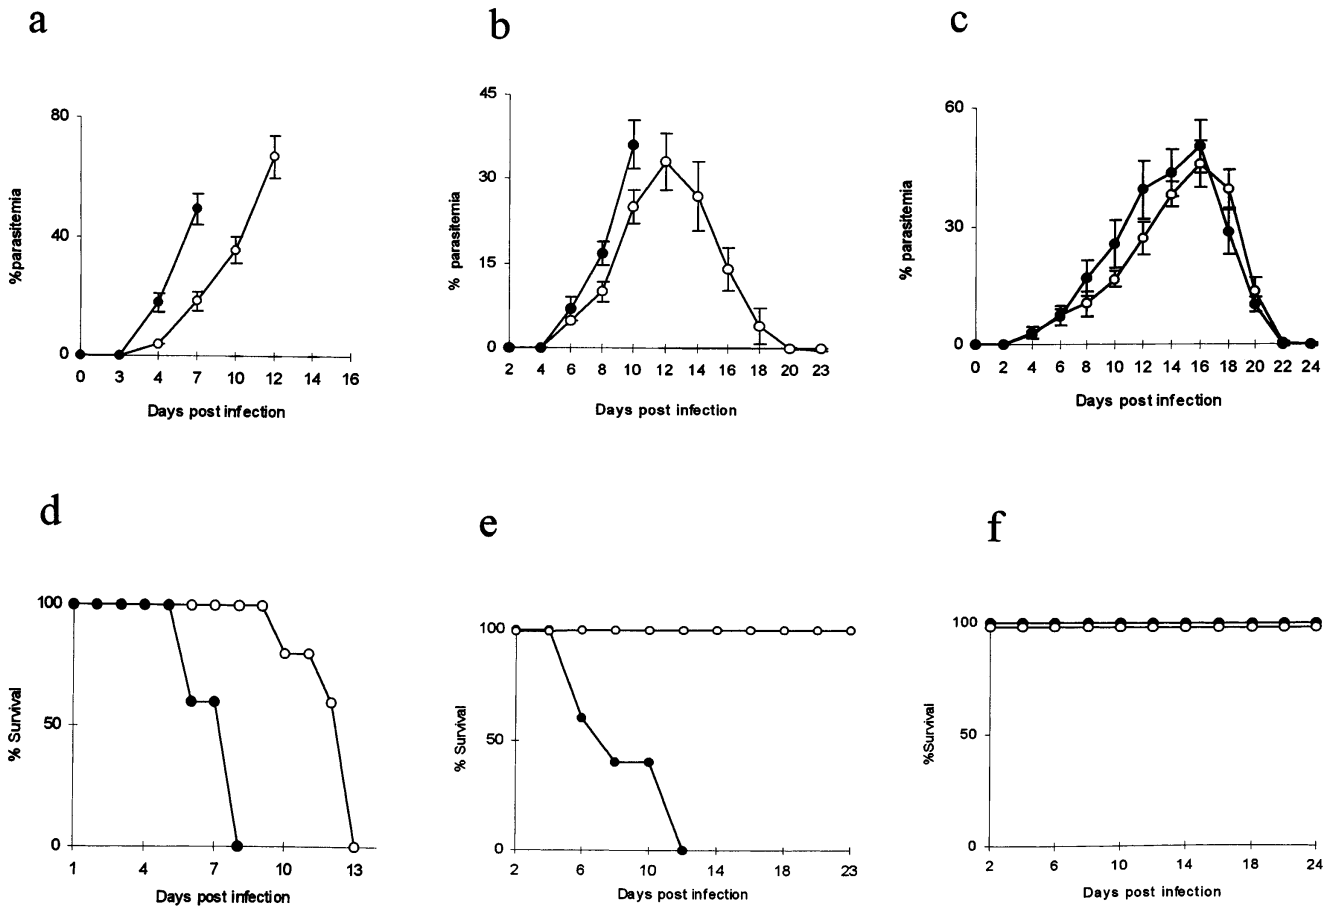 a
b
c
80
40
0
%parasitemia
0 3 4 7 10 12 14 16
Days post infection
45
30
15
0
% parasitemia
2 4 6 8 10 12 14 16 18 20 23
Days post infection
60
30
0
% parasitemia
0 2 4 6 8 10 12 14 16 18 20 22 24
Days post infection
d
e
f
100
50
0
% Survival
1 4 7 10 13
Days post infection
100
50
0
% Survival
2 6 10 14 18 23
Days post infection
100
50
0
%Survival
2 6 10 14 18 24
Days post infection